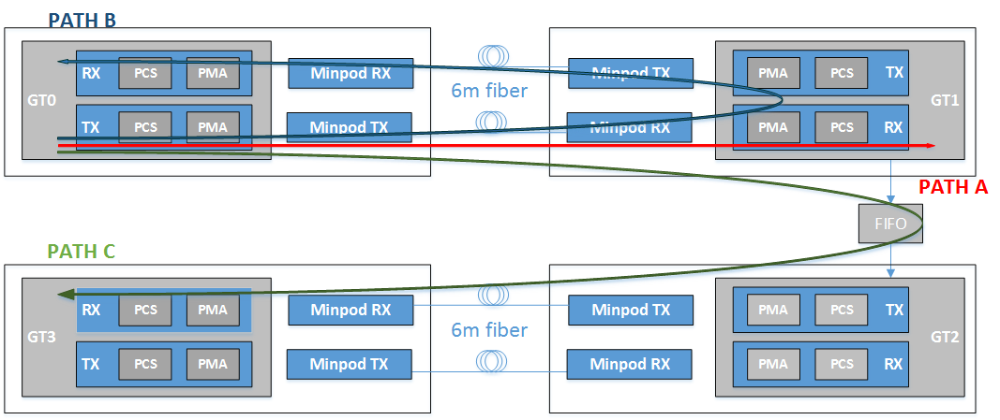 PATH B
RX PCS PMA Minpod RX Minpod TX PMA PCS TX
GT0 6m fiber GT1
TX PCS PMA Minpod TX Minpod RX PMA PCS RX
PATH A
FIFO
PATH C
RX PCS PMA Minpod RX Minpod TX PMA PCS TX
GT3 6m fiber GT2
TX PCS PMA Minpod TX Minpod RX PMA PCS RX